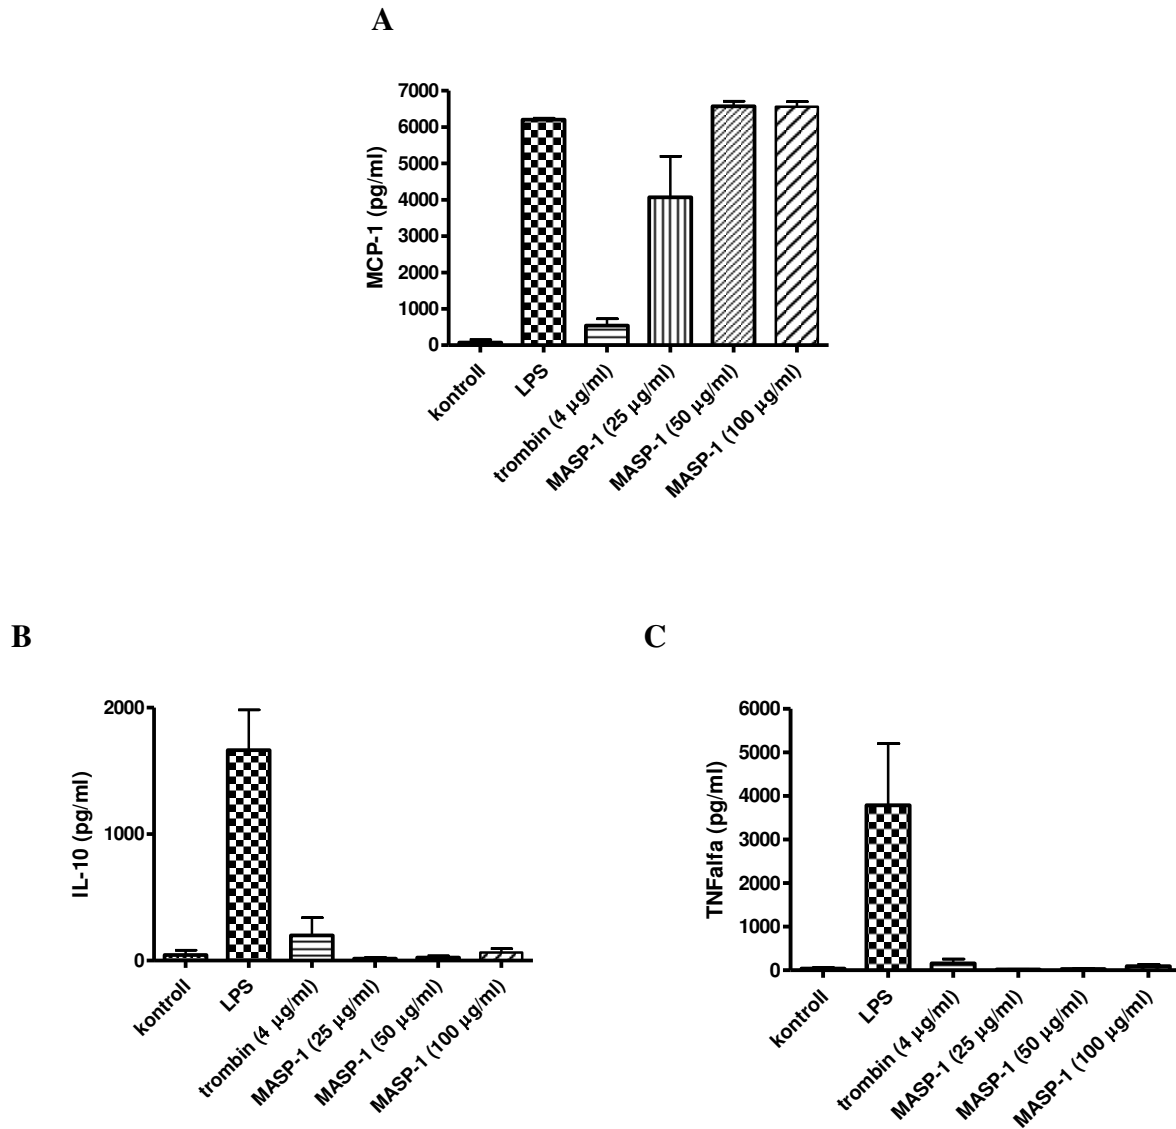 A
MCP-1 (pg/ml)
7000
6000
5000
4000
3000
2000
1000
0
kontroll
LPS
trombin (4 µg/ml)
MASP-1 (25 µg/ml)
MASP-1 (50 µg/ml)
MASP-1 (100 µg/ml)
B
IL-10 (pg/ml)
2000
1000
0
kontroll
LPS
trombin (4 µg/ml)
MASP-1 (25 µg/ml)
MASP-1 (50 µg/ml)
MASP-1 (100 µg/ml)
C
TNFalfa (pg/ml)
6000
5000
4000
3000
2000
1000
0
kontroll
LPS
trombin (4 µg/ml)
MASP-1 (25 µg/ml)
MASP-1 (50 µg/ml)
MASP-1 (100 µg/ml)